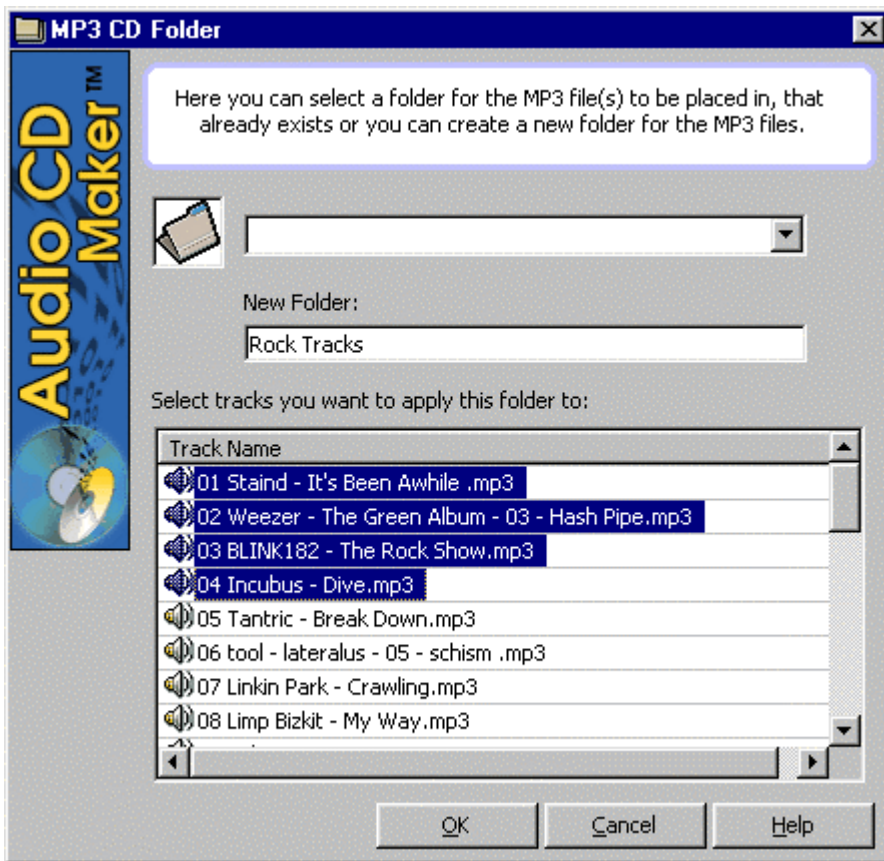 MP3 CD Folder
Audio CD
Maker™
Here you can select a folder for the MP3 file(s) to be placed in, that
already exists or you can create a new folder for the MP3 files.
New Folder:
Rock Tracks
Select tracks you want to apply this folder to:
Track Name
01 Staind - It's Been Awhile .mp3
02 Weezer - The Green Album - 03 - Hash Pipe.mp3
03 BLINK182 - The Rock Show.mp3
04 Incubus - Dive.mp3
05 Tantric - Break Down.mp3
06 tool - lateralus - 05 - schism .mp3
07 Linkin Park - Crawling.mp3
08 Limp Bizkit - My Way.mp3
OK Cancel Help